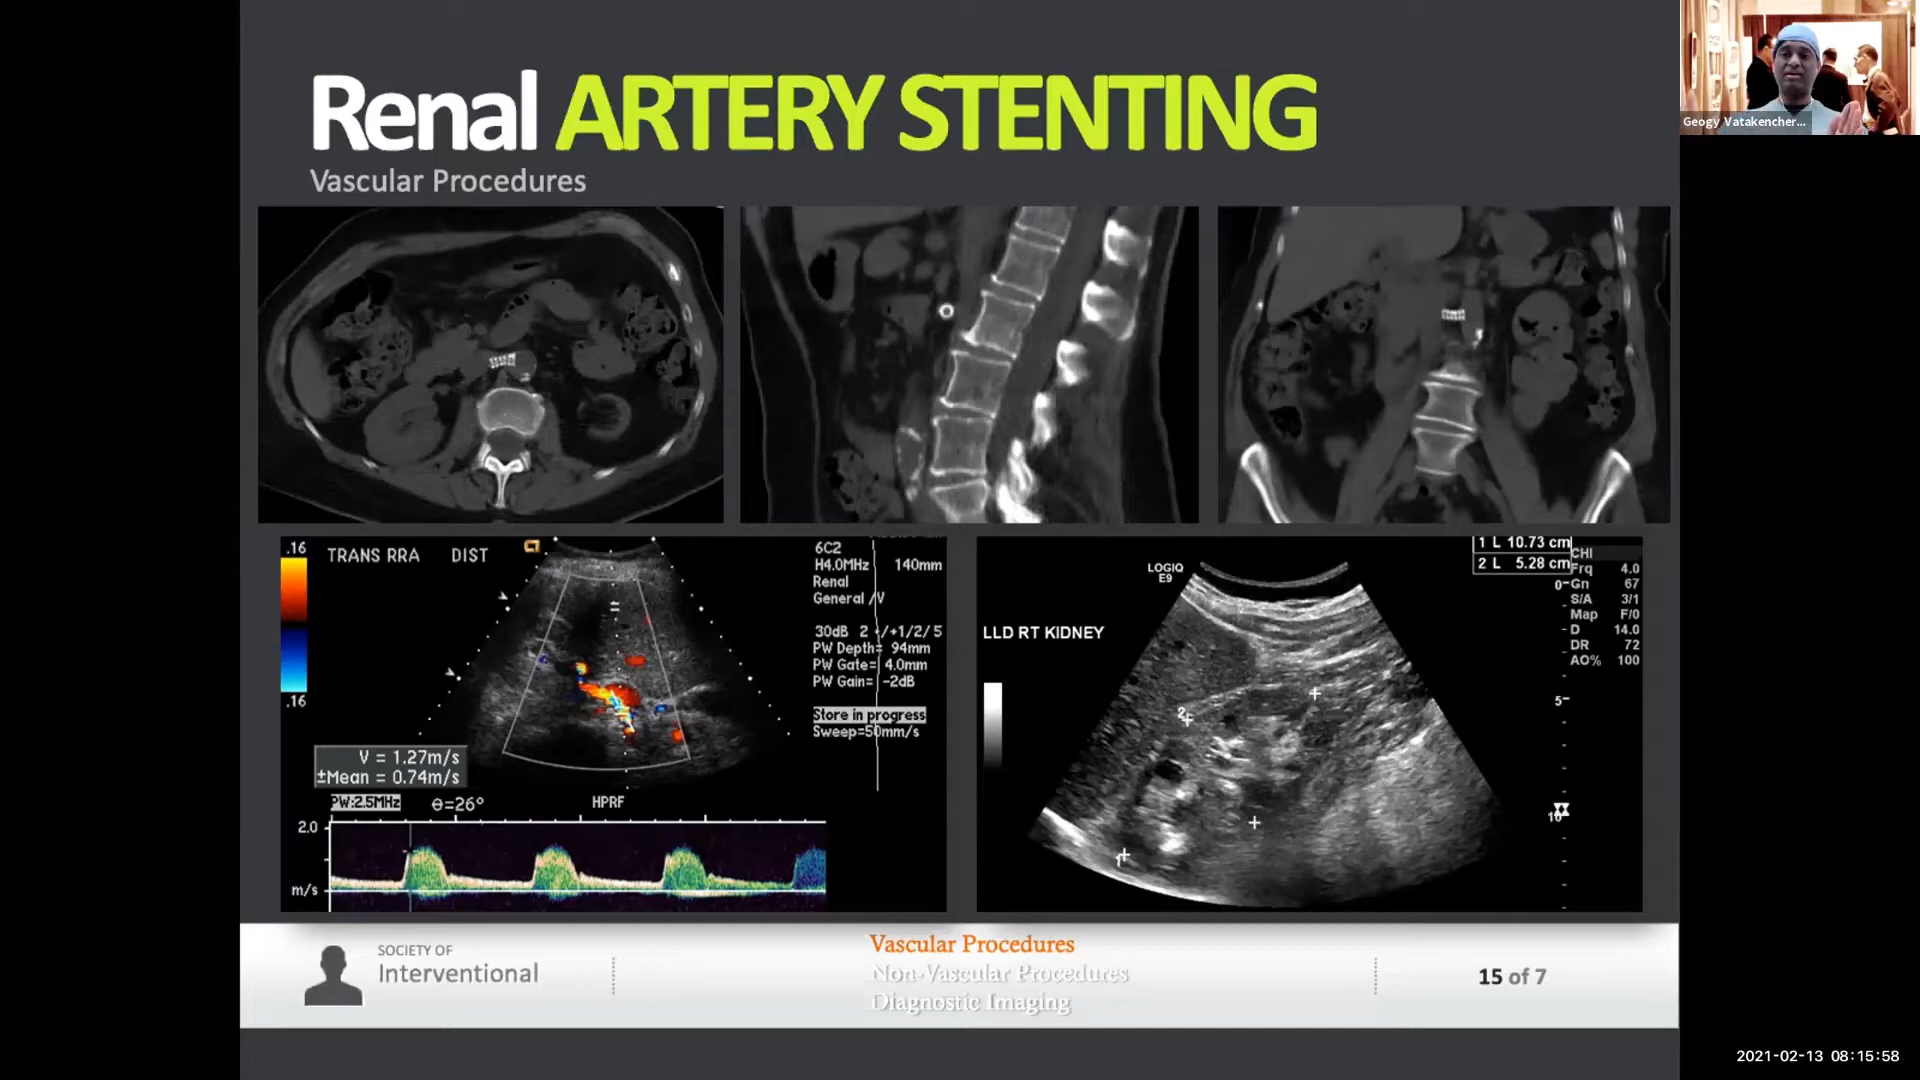 Renal ARTERY STENTING
Vascular Procedures
Geogy Vatakencher...
.16
TRANS RRA DIST
.16
V = 1.27m/s
±Mean = 0.74m/s
PW:2.5MHz θ=26° HPRF
2.0
m/s
6C2
H4.0MHz 140mm
Renal
General /V
30dB 2 /+1/2/5
PW Depth= 94mm
PW Gate= 4.0mm
PW Gain= -2dB
Store in progress
Sweep=50mm/s
LOGIQ
E9
LLD RT KIDNEY
1 L 10.73 cm
2 L 5.28 cm
2
1
0-
5-
10
CHI
Frq 4.0
Gn 67
S/A 3/1
Map F/0
D 14.0
DR 72
AO% 100
SOCIETY OF
Interventional
Vascular Procedures
Non-Vascular Procedures
Diagnostic Imaging
15 of 7
2021-02-13 08:15:58